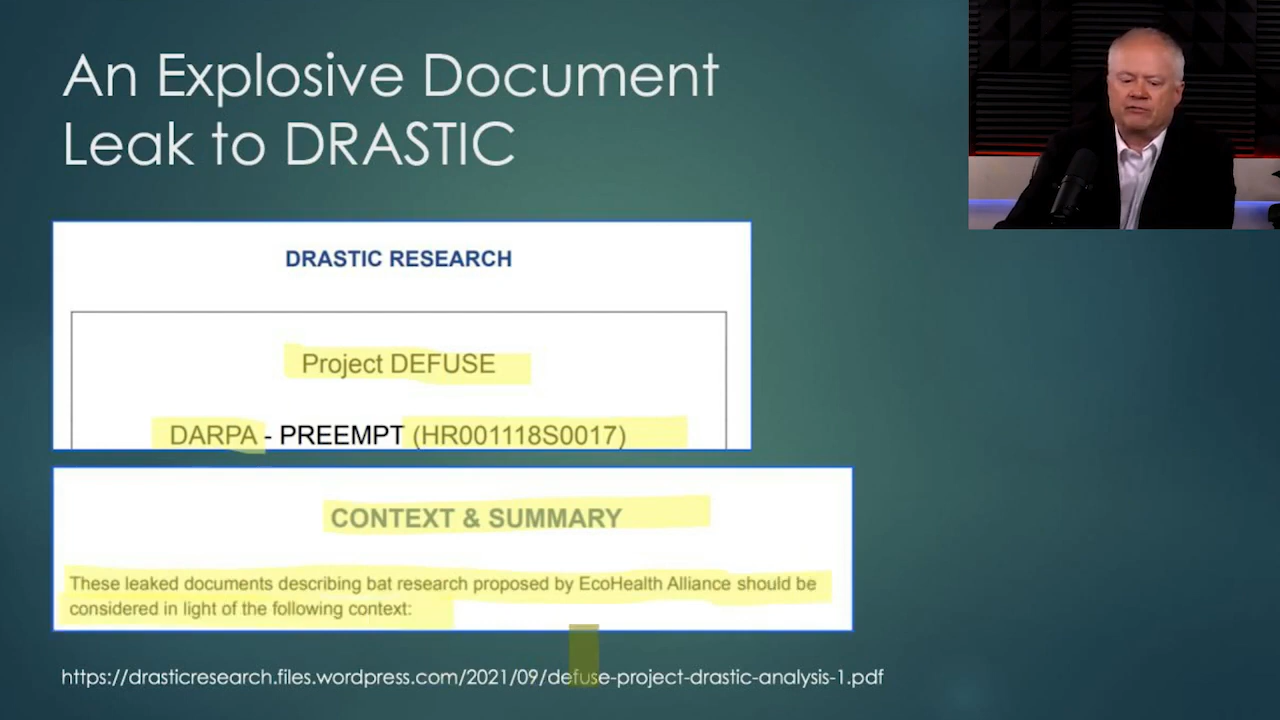 An Explosive Document
Leak to DRASTIC
DRASTIC RESEARCH
Project DEFUSE
DARPA - PREEMPT (HR001118S0017)
CONTEXT & SUMMARY
These leaked documents describing bat research proposed by EcoHealth Alliance should be
considered in light of the following context:
https://drasticresearch.files.wordpress.com/2021/09/defuse-project-drastic-analysis-1.pdf